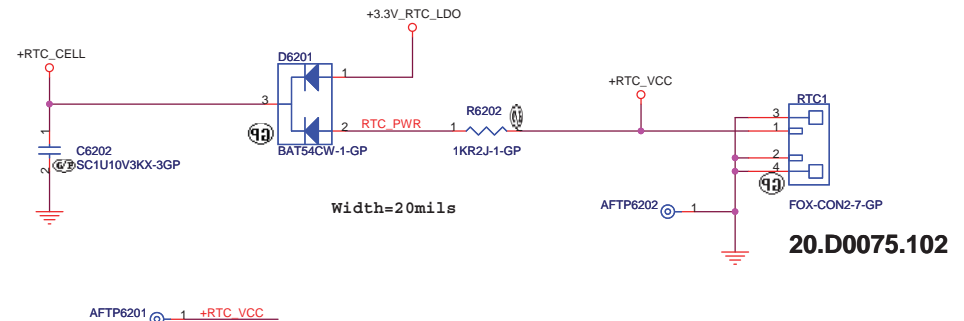 +3.3V_RTC_LDO
+RTC_CELL
D6201
1
+RTC_VCC
RTC1
3
R6202
3
1
2
RTC_PWR
1
2
1
C6202
SC1U10V3KX-3GP
2
GP
BAT54CW-1-GP
1KR2J-1-GP
2
4
GP
Width=20mils
AFTP6202
1
FOX-CON2-7-GP
20.D0075.102
AFTP6201
1
+RTC_VCC